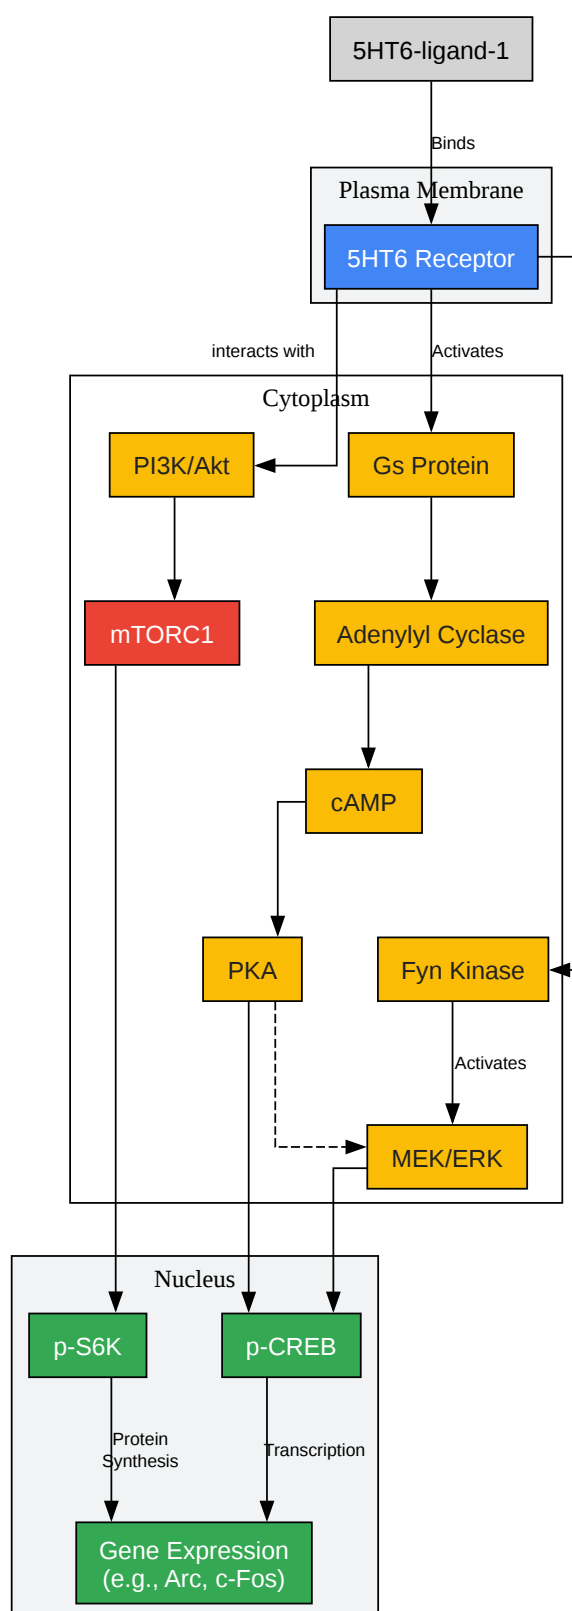 5HT6-ligand-1
Binds
Plasma Membrane
5HT6 Receptor
interacts with
Activates
Cytoplasm
PI3K/Akt
Gs Protein
mTORC1
Adenylyl Cyclase
cAMP
PKA
Fyn Kinase
Activates
MEK/ERK
Nucleus
p-S6K
p-CREB
Protein
Synthesis
Transcription
Gene Expression
(e.g., Arc, c-Fos)